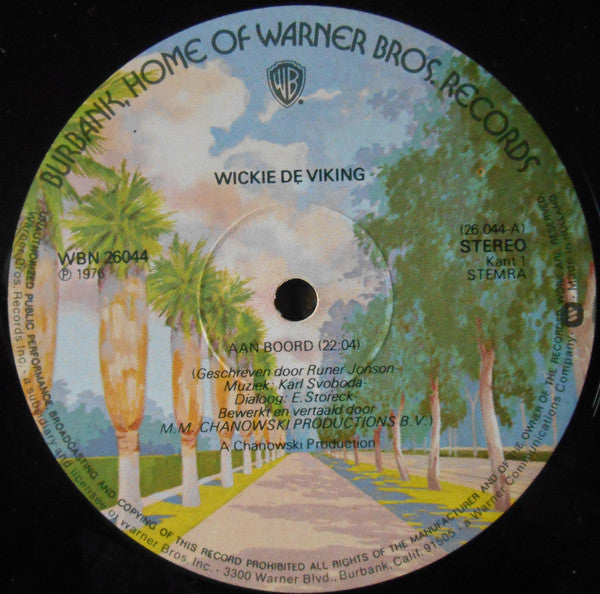 BURBANK, HOME OF WARNER BROS. RECORDS
WB
WICKIE DE VIKING
WBN 26044
Ⓟ 1976
(26.044 A)
STEREO
Kant 1
STEMRA
AAN BOORD (22:04)
(Geschreven door Runer Jonson
Muziek: Karl Svoboda
Dialoog: E.Storeck
Bewerkt en vertaald door
M.M. CHANOWSKI PRODUCTIONS B.V.)
A Chanowski Production
UNAUTHORIZED PUBLIC PERFORMANCE BROADCASTING AND COPYING OF THIS RECORD PROHIBITED ALL RIGHTS OF THE MANUFACTURER AND OF THE OWNER OF THE RECORDED WORK ARE RESERVED.
Warner Bros. Records Inc. · a subsidiary and licensee of Warner Bros. Inc. · 3300 Warner Blvd., Burbank, Calif. 91505 · a Warner Communications Company · Made in Holland